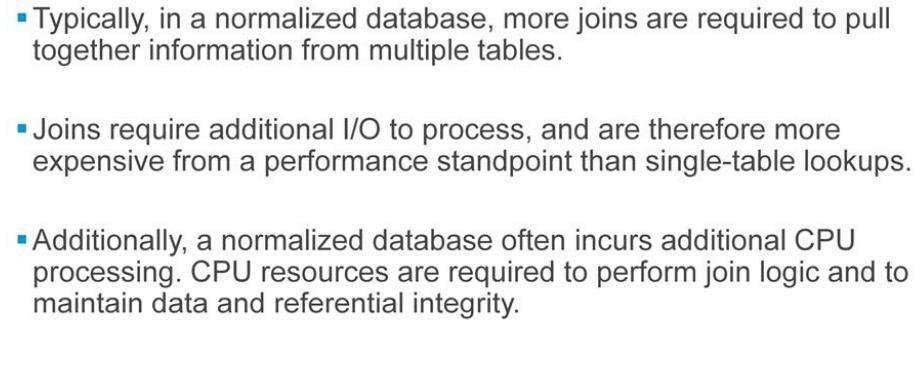 ▪ Typically, in a normalized database, more joins are required to pull
together information from multiple tables.
▪ Joins require additional I/O to process, and are therefore more
expensive from a performance standpoint than single-table lookups.
▪ Additionally, a normalized database often incurs additional CPU
processing. CPU resources are required to perform join logic and to
maintain data and referential integrity.